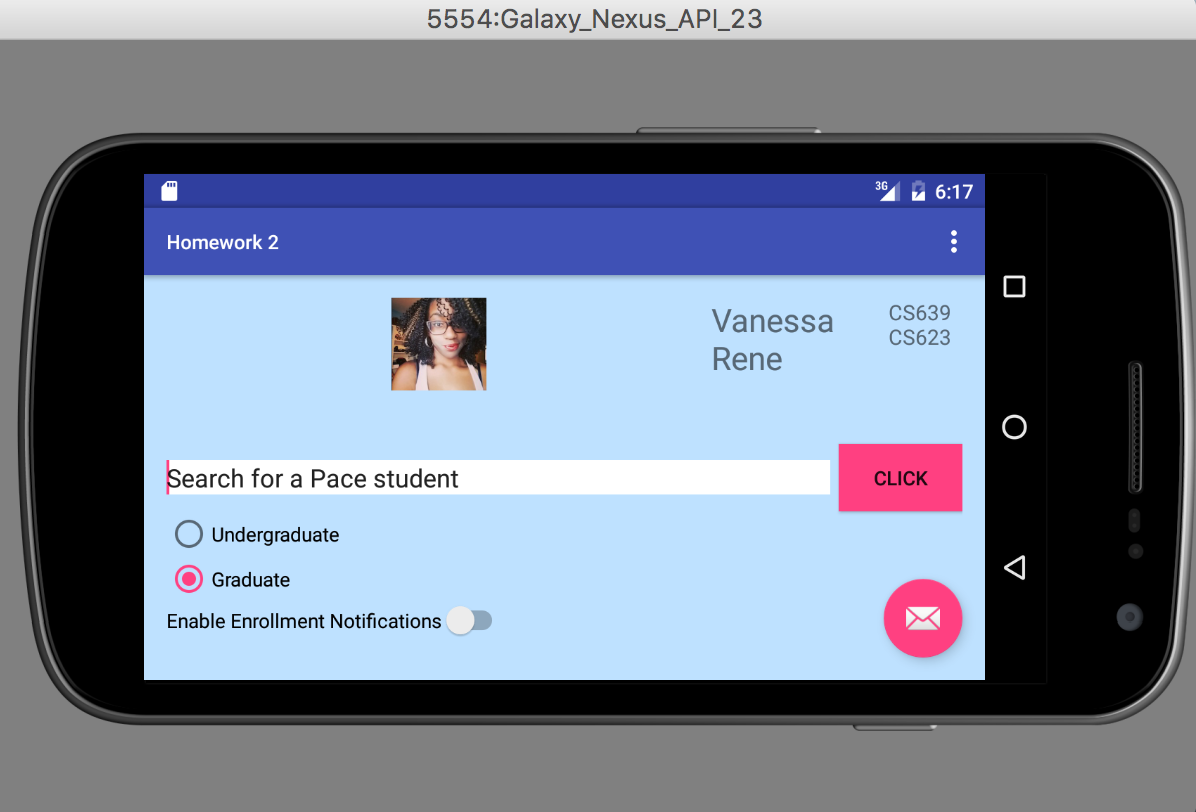 5554:Galaxy_Nexus_API_23
3G 6:17
Homework 2
Vanessa
Rene
CS639
CS623
Search for a Pace student
CLICK
Undergraduate
Graduate
Enable Enrollment Notifications